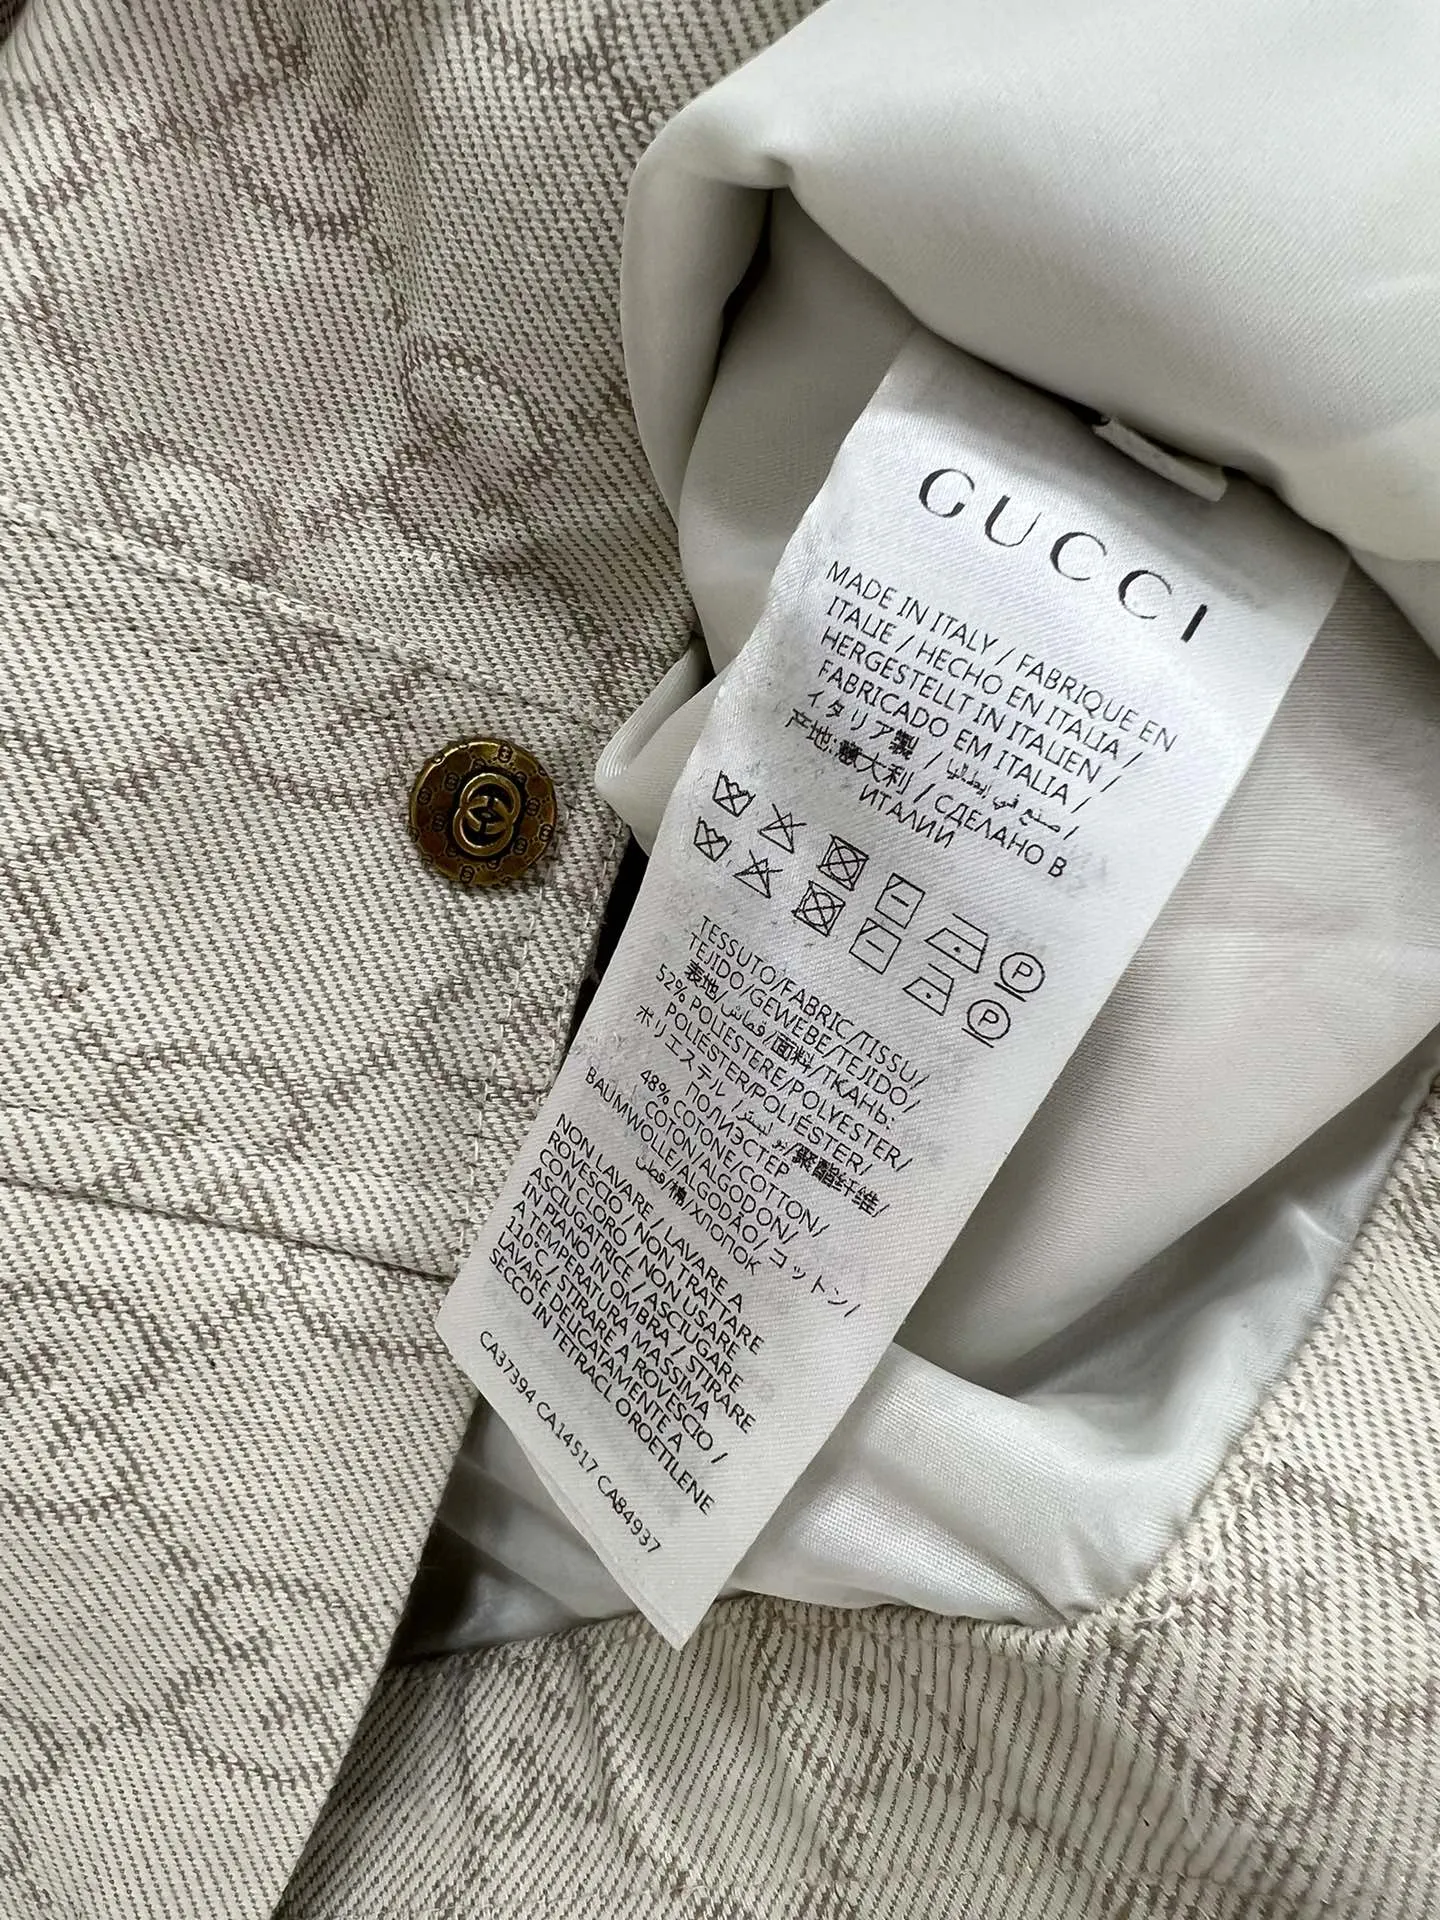 GUCCI
MADE IN ITALY / FABRIQUE EN
ITALIE / HECHO EN ITALIA /
HERGESTELLT IN ITALIEN /
FABRICADO EM ITALIA /
イタリア製 / صنع في إيطاليا /
产地:意大利 / СДЕЛАНО В
ИТАЛИИ
P
P
TESSUTO/FABRIC/TISSU/
TEJIDO/GEWEBE/TEJIDO/
表地/قماش/面料/ТКАНЬ:
52% POLIESTERE/POLYESTER/
POLIÉSTER/POLIÉSTER/
ポリエステル/بوليستر/聚酯纤维/
ПОЛИЭСТЕР
48% COTONE/COTTON/
COTON/ALGODON/
BAUMWOLLE/ALGODÃO/コットン/
قطن/棉/ХЛОПОК
NON LAVARE / LAVARE A
ROVESCIO / NON TRATTARE
CON CLORO / NON USARE
ASCIUGATRICE / ASCIUGARE
IN PIANO IN OMBRA / STIRARE
A TEMPERATURA MASSIMA
110°C / STIRARE A ROVESCIO /
LAVARE DELICATAMENTE A
SECCO IN TETRACL OROETILENE
CA37394 CA14517 CA84937